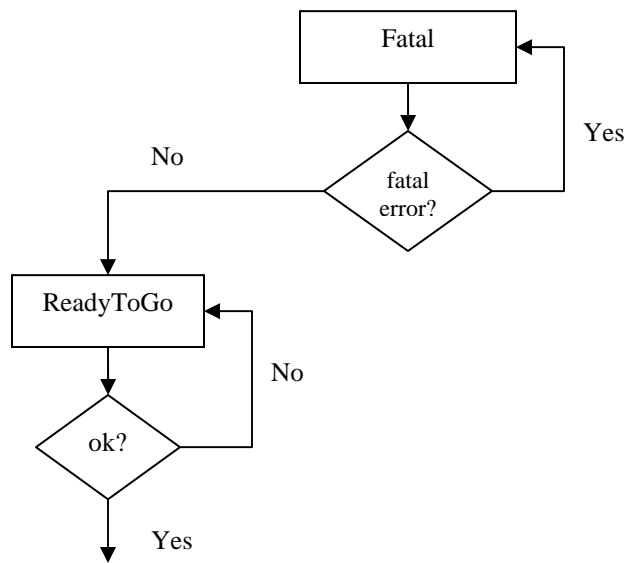 Fatal
Yes
No
fatal
error?
ReadyToGo
No
ok?
Yes